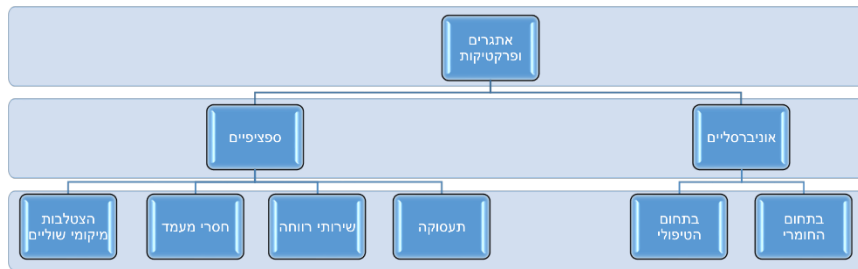 אתגרים
ופרקטיקות
אוניברסליים
ספציפיים
בתחום
החומרי
בתחום
הטיפולי
תעסוקה
שירותי רווחה
חסרי מעמד
הצטלבות
מיקומי שוליים